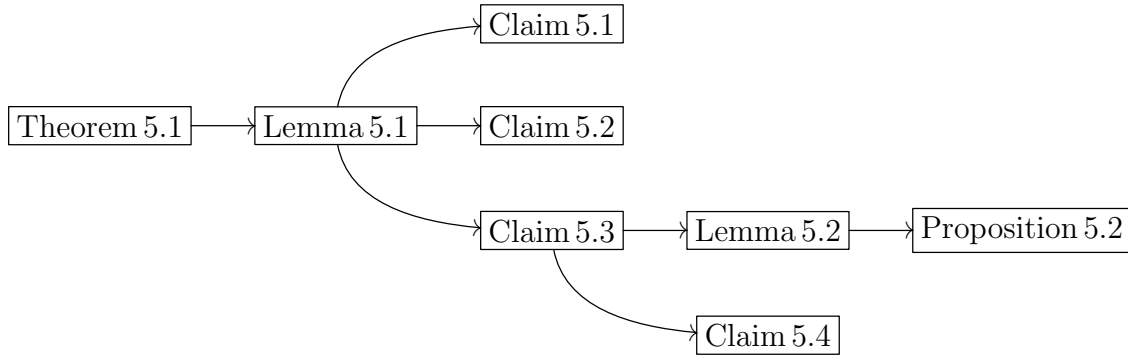 Claim 5.1
Theorem 5.1
Lemma 5.1
Claim 5.2
Claim 5.3
Lemma 5.2
Proposition 5.2
Claim 5.4